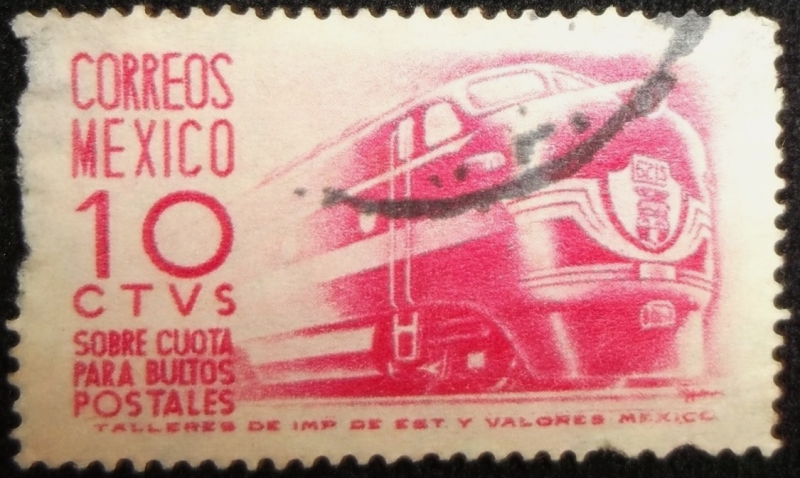 CORREOS
MEXICO
10
CTVS
SOBRE CUOTA
PARA BULTOS
POSTALES
TALLERES DE IMP DE EST. Y VALORES MEXICO